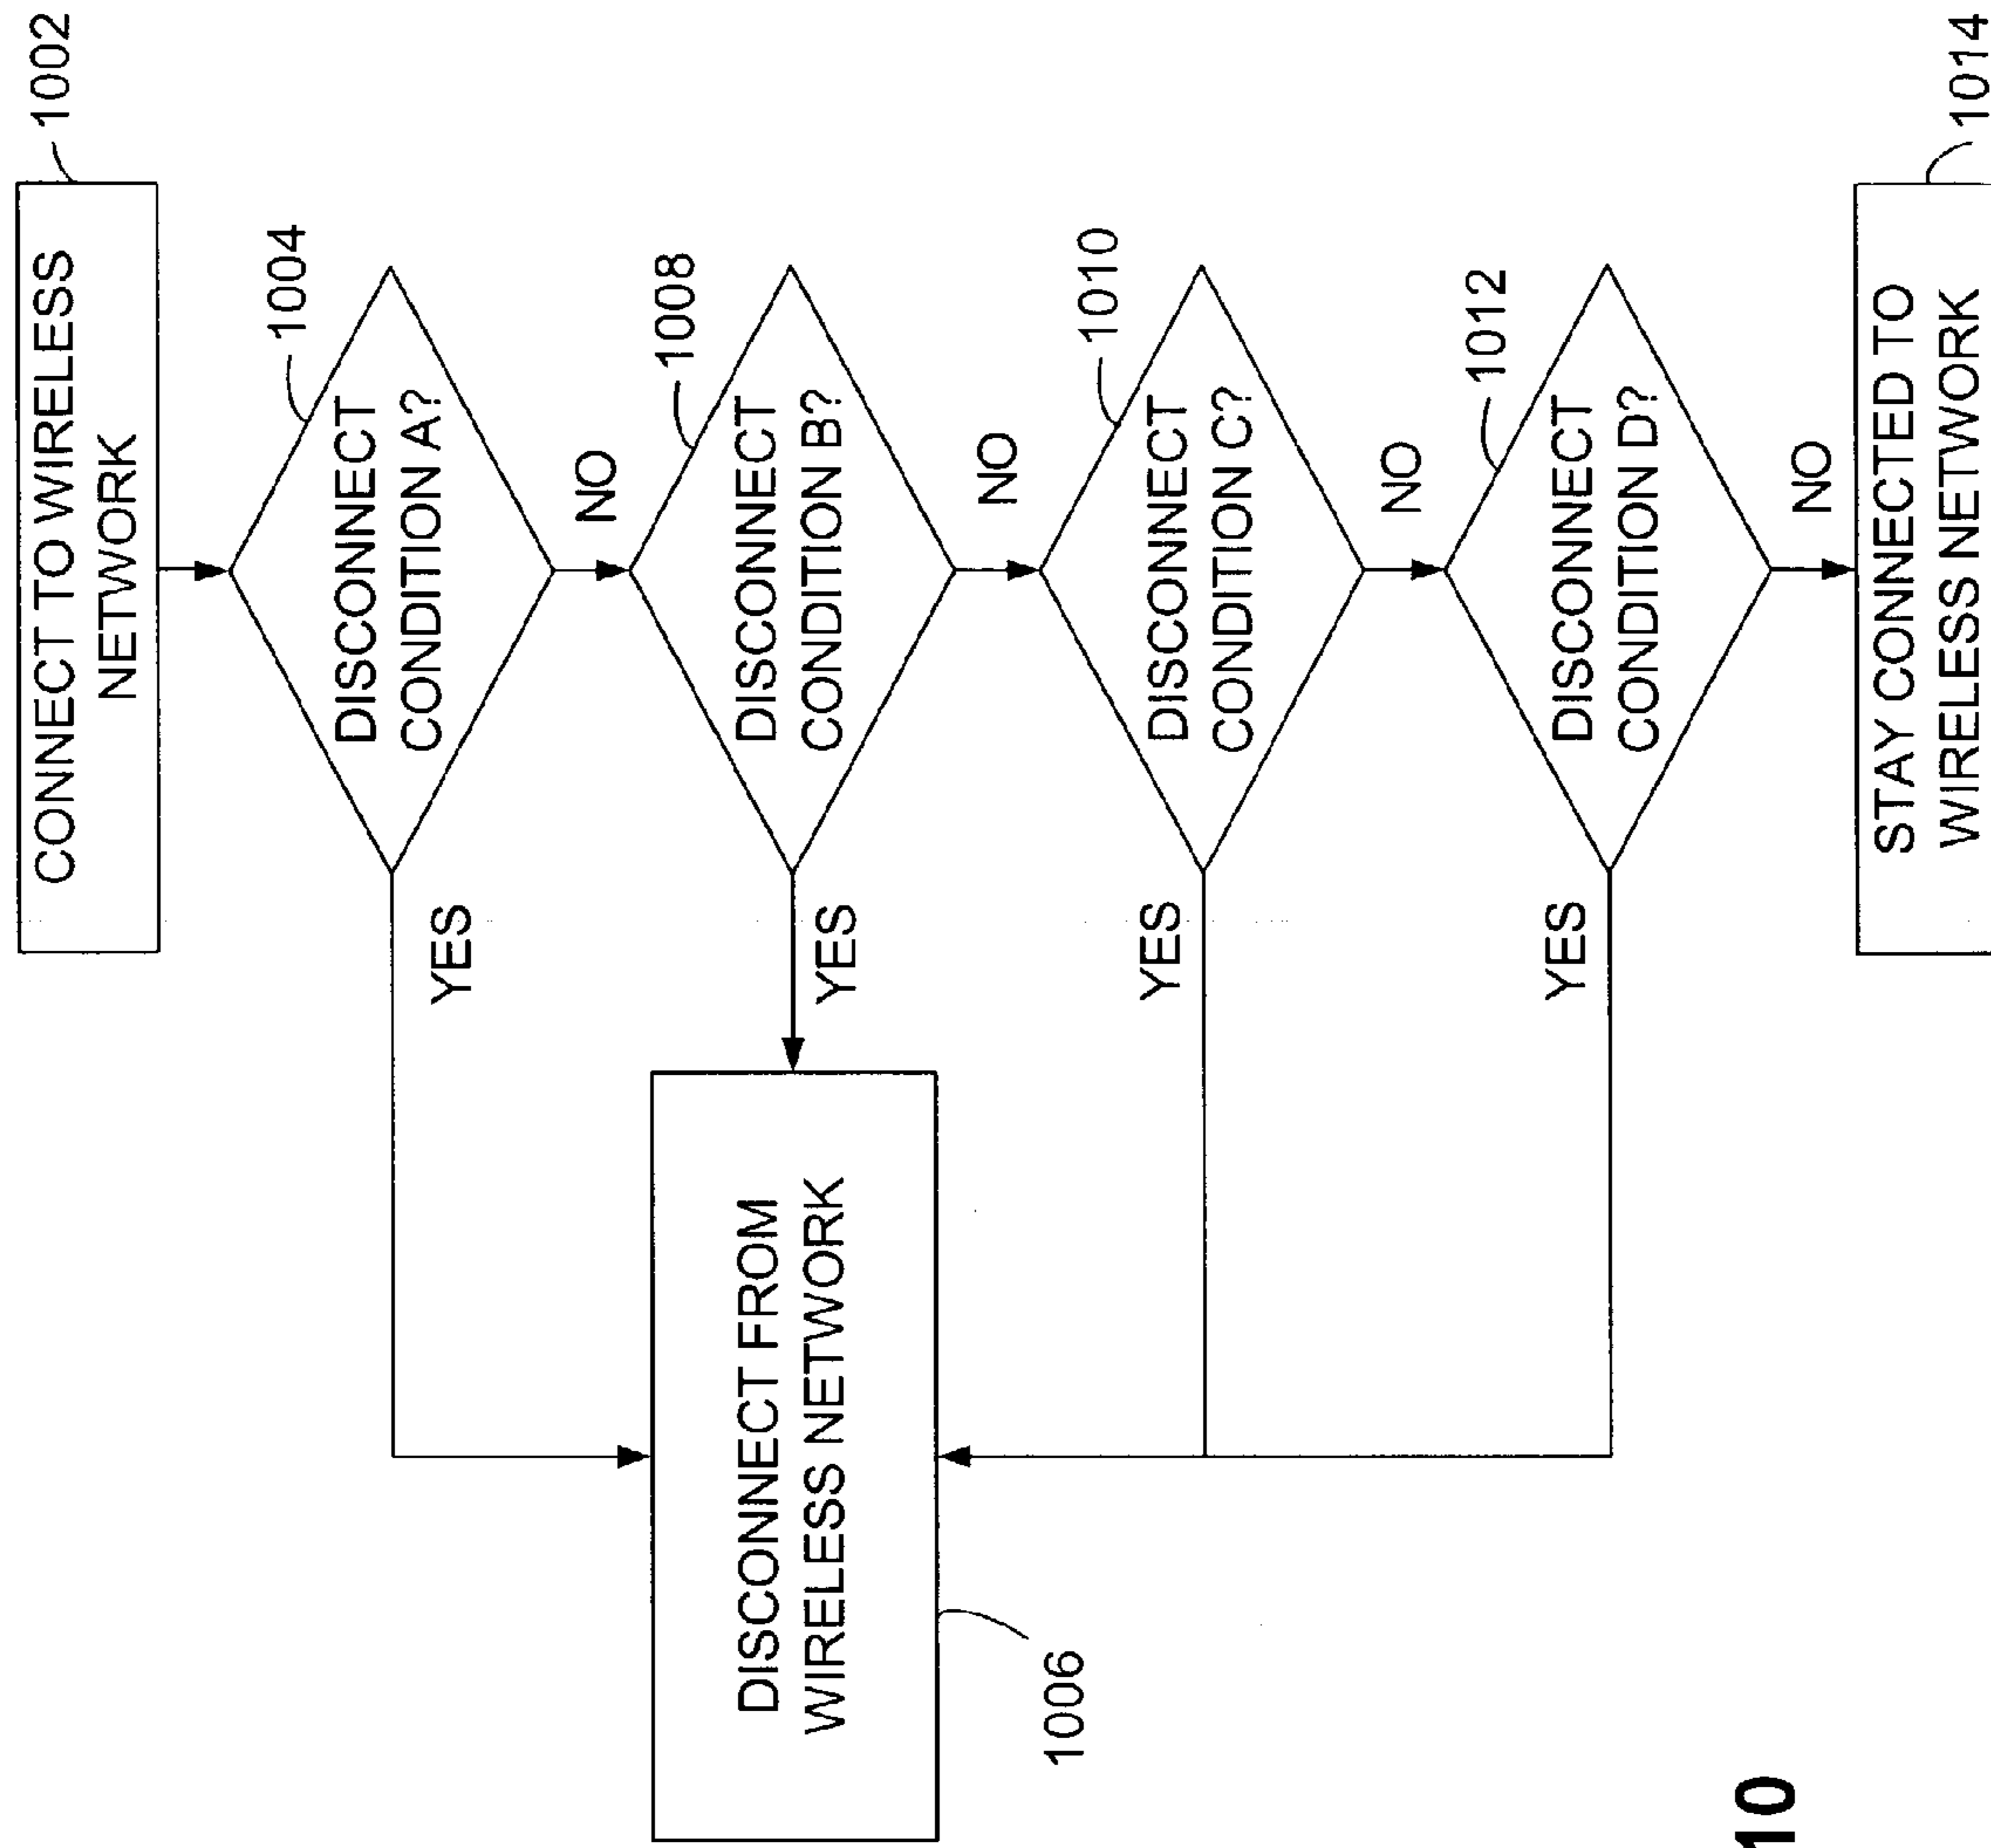 1002
CONNECT TO WIRELESS
NETWORK
1004
DISCONNECT
CONDITION A?
YES
NO
1008
DISCONNECT
CONDITION B?
YES
NO
DISCONNECT FROM
WIRELESS NETWORK
1006
1010
DISCONNECT
CONDITION C?
YES
NO
1012
DISCONNECT
CONDITION D?
YES
NO
STAY CONNECTED TO
WIRELESS NETWORK
1014
10